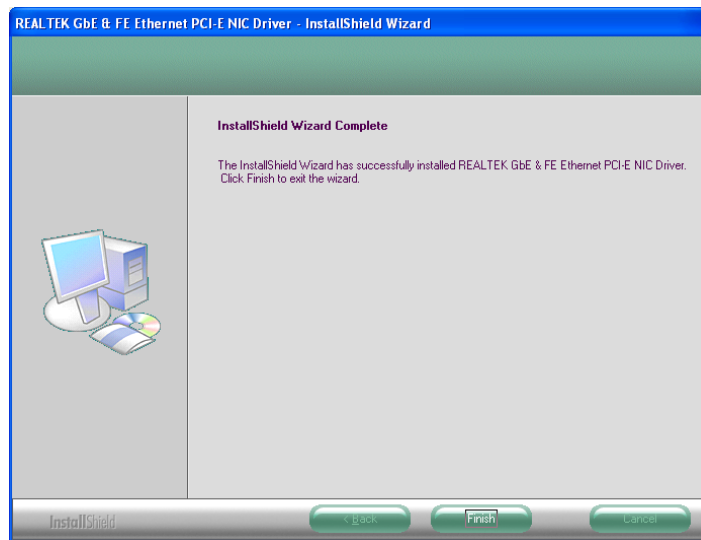 REALTEK GbE & FE Ethernet PCI-E NIC Driver - InstallShield Wizard
InstallShield Wizard Complete
The InstallShield Wizard has successfully installed REALTEK GbE & FE Ethernet PCI-E NIC Driver.
Click Finish to exit the wizard.
InstallShield
< Back
Finish
Cancel